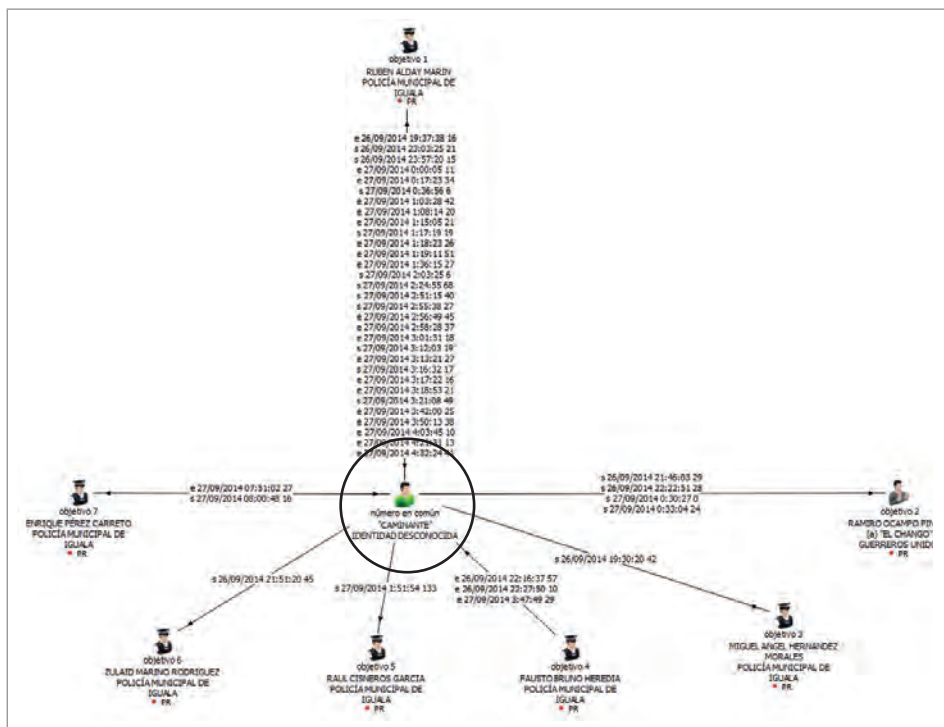 objetivo 1
RUBEN ALDAY MARIN
POLICÍA MUNICIPAL DE
IGUALA
* PR
e 26/09/2014 19:37:38 16
s 26/09/2014 23:03:25 21
s 26/09/2014 23:57:20 15
e 27/09/2014 0:00:05 11
e 27/09/2014 0:17:23 34
s 27/09/2014 0:36:56 6
e 27/09/2014 1:03:28 42
e 27/09/2014 1:08:14 20
e 27/09/2014 1:15:05 21
s 27/09/2014 1:17:19 19
e 27/09/2014 1:18:23 26
e 27/09/2014 1:19:11 51
e 27/09/2014 1:36:15 27
s 27/09/2014 2:03:25 6
s 27/09/2014 2:24:55 68
s 27/09/2014 2:51:15 40
s 27/09/2014 2:55:38 27
e 27/09/2014 2:56:49 45
e 27/09/2014 2:58:28 37
e 27/09/2014 3:01:31 18
s 27/09/2014 3:12:03 19
e 27/09/2014 3:13:21 27
s 27/09/2014 3:16:32 17
e 27/09/2014 3:17:22 16
e 27/09/2014 3:18:53 21
s 27/09/2014 3:21:08 49
e 27/09/2014 3:42:00 25
e 27/09/2014 3:50:13 38
e 27/09/2014 4:03:45 10
e 27/09/2014 4:21:31 13
e 27/09/2014 4:32:24
e 27/09/2014 07:51:02 27
s 27/09/2014 08:00:48 16
s 26/09/2014 21:46:03 29
s 26/09/2014 22:22:51 28
s 27/09/2014 0:30:27 0
s 27/09/2014 0:33:04 24
objetivo 7
ENRIQUE PÉREZ CARRETO
POLICÍA MUNICIPAL DE
IGUALA
* PR
número en común
"CAMINANTE"
IDENTIDAD DESCONOCIDA
objetivo 2
RAMIRO OCAMPO PIN
(a) "EL CHANGO"
GUERREROS UNIDO
* PR
s 26/09/2014 21:51:20 45
s 27/09/2014 1:51:54 133
e 26/09/2014 22:16:37 57
e 26/09/2014 22:27:50 10
e 27/09/2014 3:47:49 29
s 26/09/2014 19:30:20 42
objetivo 6
ZULAID MARINO RODRIGUEZ
POLICÍA MUNICIPAL DE
IGUALA
* PR
objetivo 5
RAUL CISNEROS GARCIA
POLICÍA MUNICIPAL DE
IGUALA
* PR
objetivo 4
FAUSTO BRUNO HEREDIA
POLICÍA MUNICIPAL DE
IGUALA
* PR
objetivo 3
MIGUEL ANGEL HERNANDEZ
MORALES
POLICÍA MUNICIPAL DE
IGUALA
* PR